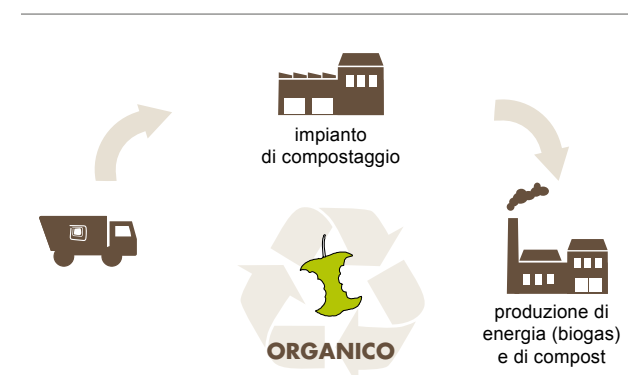 impianto
di compostaggio
produzione di
energia (biogas)
e di compost
ORGANICO